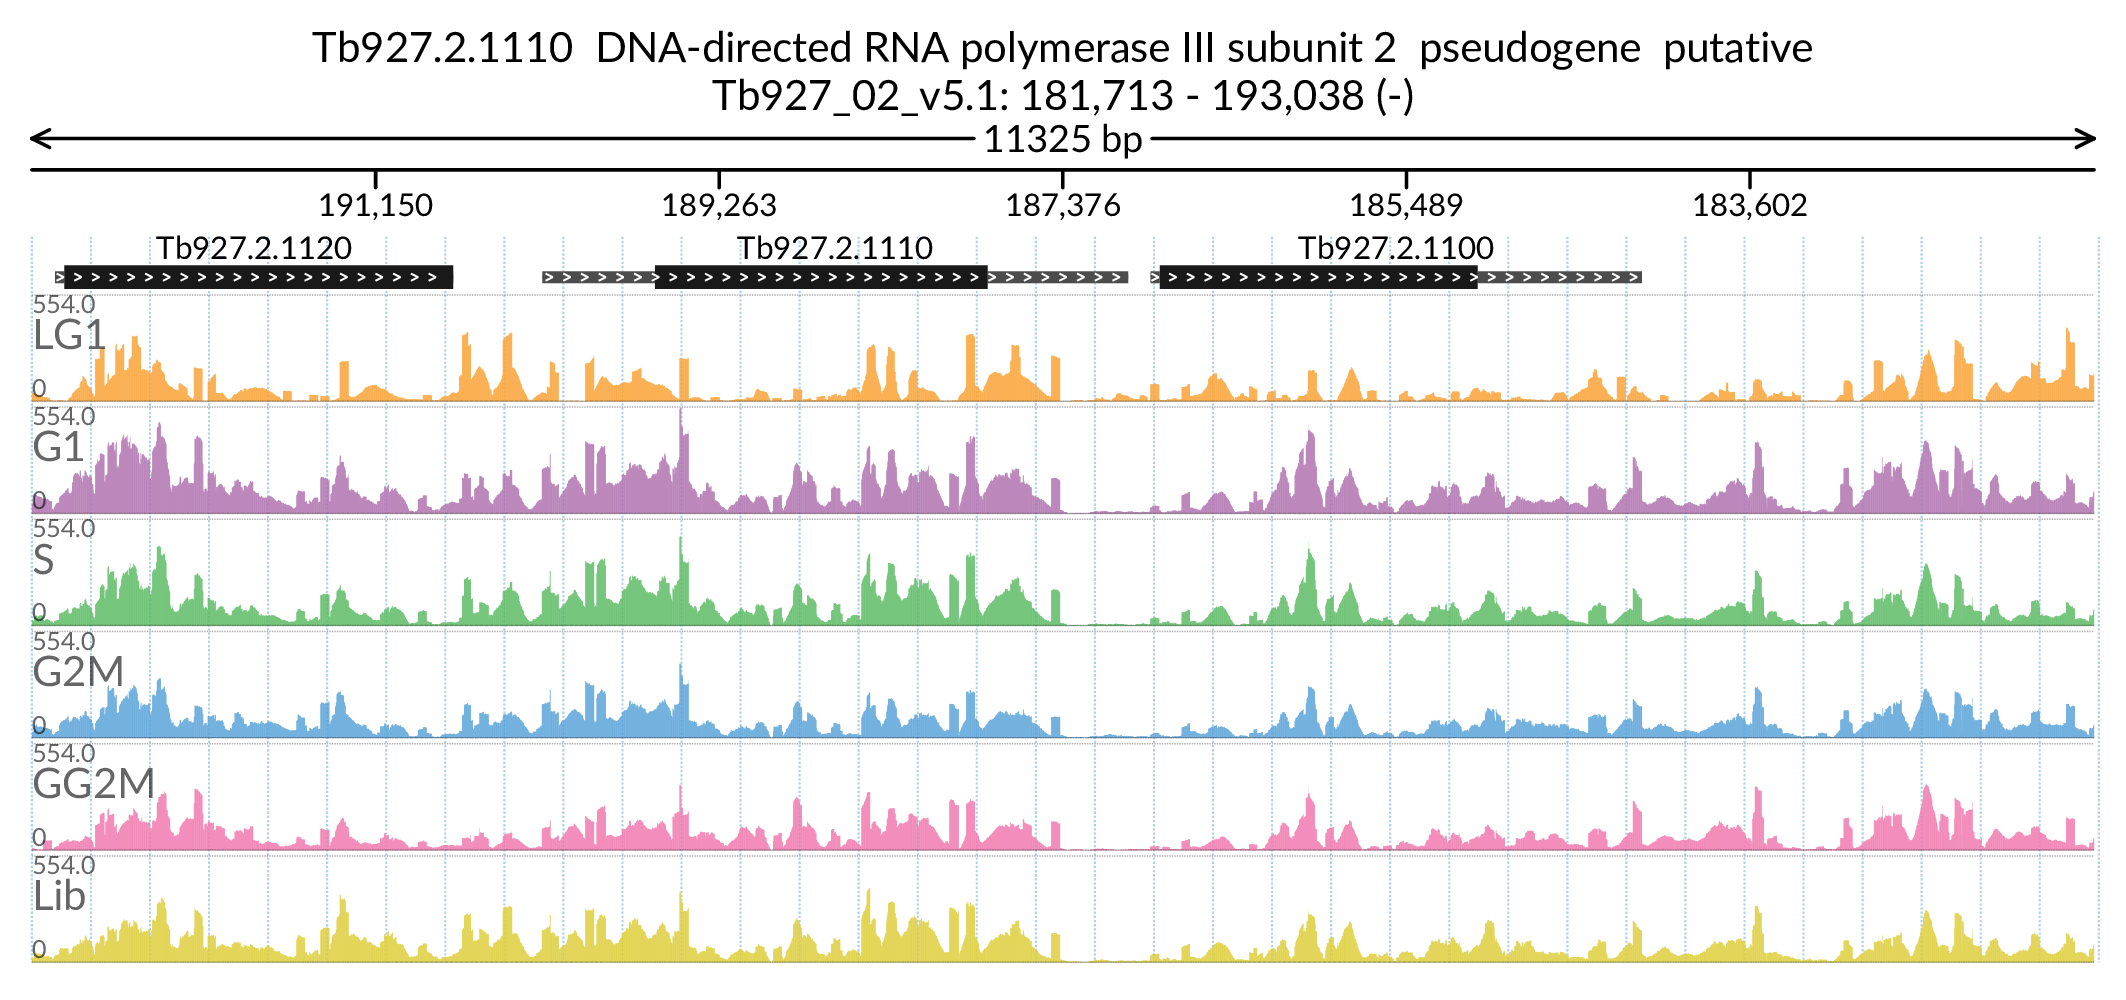 Tb927.2.1110 DNA-directed RNA polymerase III subunit 2 pseudogene putative
Tb927_02_v5.1: 181,713 - 193,038 (-)
11325 bp
191,150 189,263 187,376 185,489 183,602
Tb927.2.1120 Tb927.2.1110 Tb927.2.1100
554.0
LG1
0
554.0
G1
0
554.0
S
0
554.0
G2M
0
554.0
GG2M
0
554.0
Lib
0